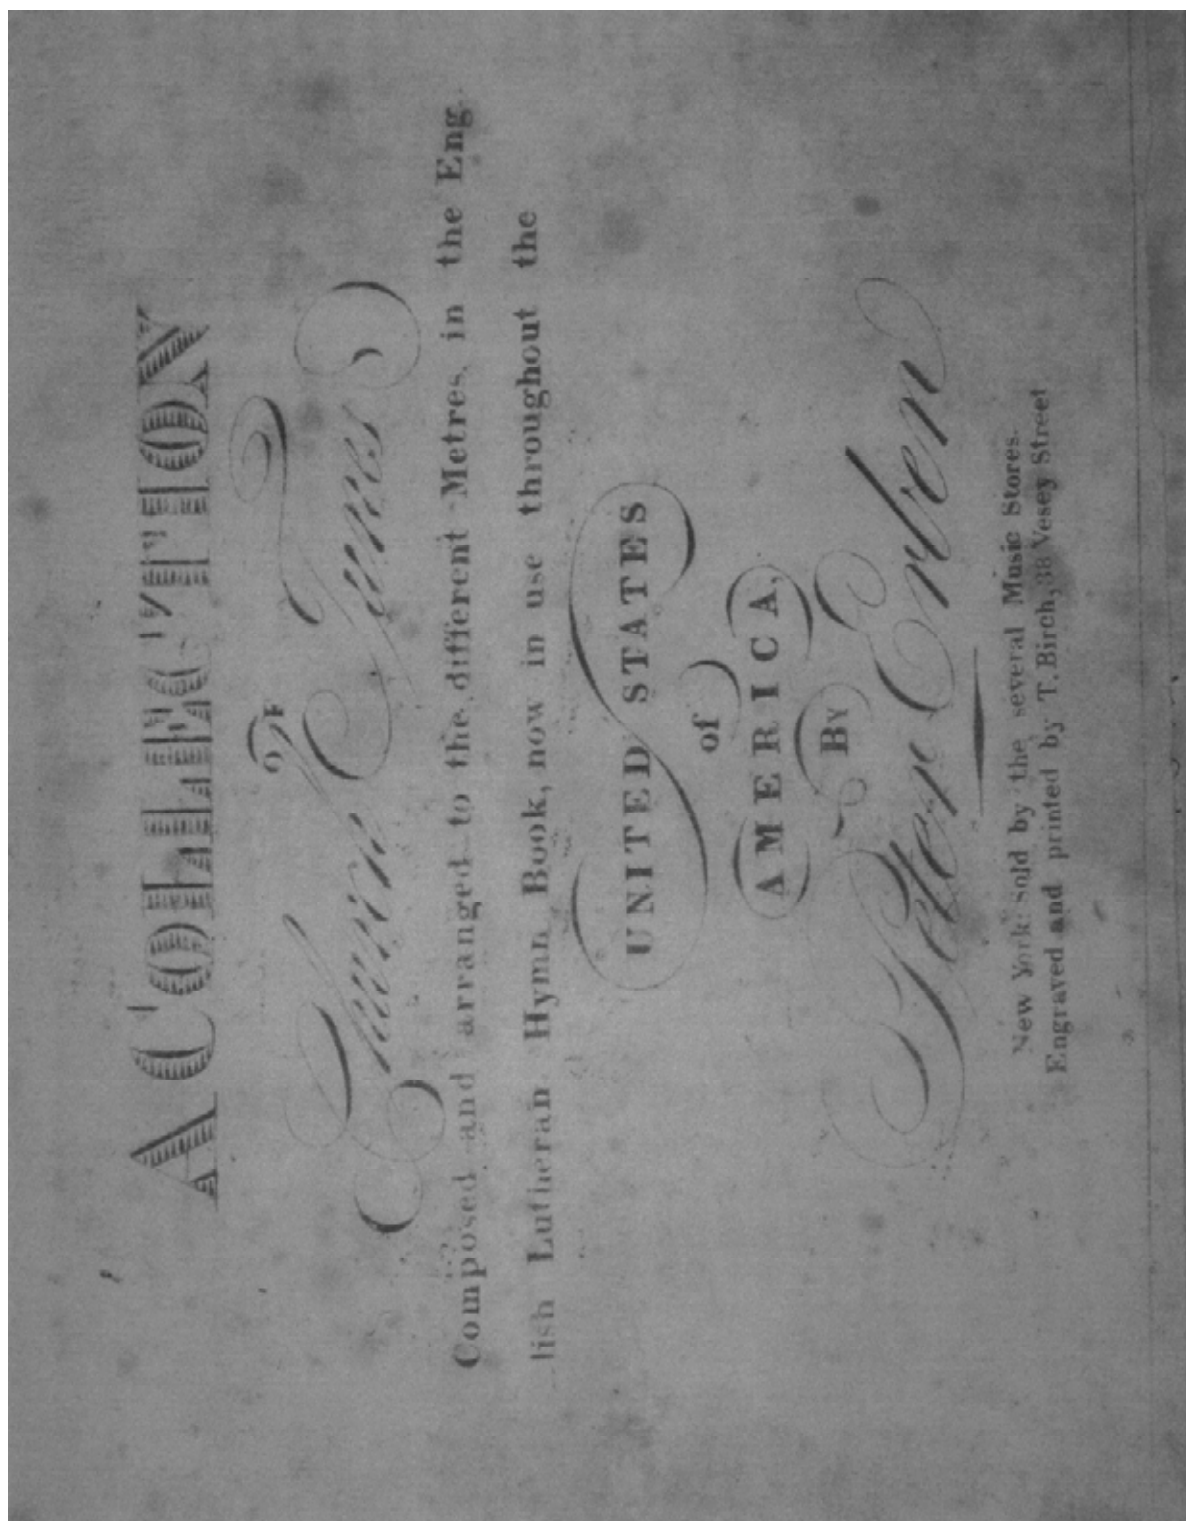 A COLLECTION
OF
Church Tunes
Composed and arranged to the different Metres, in the Eng-
lish Lutheran Hymn Book, now in use throughout the
UNITED STATES
of
AMERICA,
BY
Peter Erben
New York: sold by the several Music Stores.
Engraved and printed by T. Birch, 38 Vesey Street